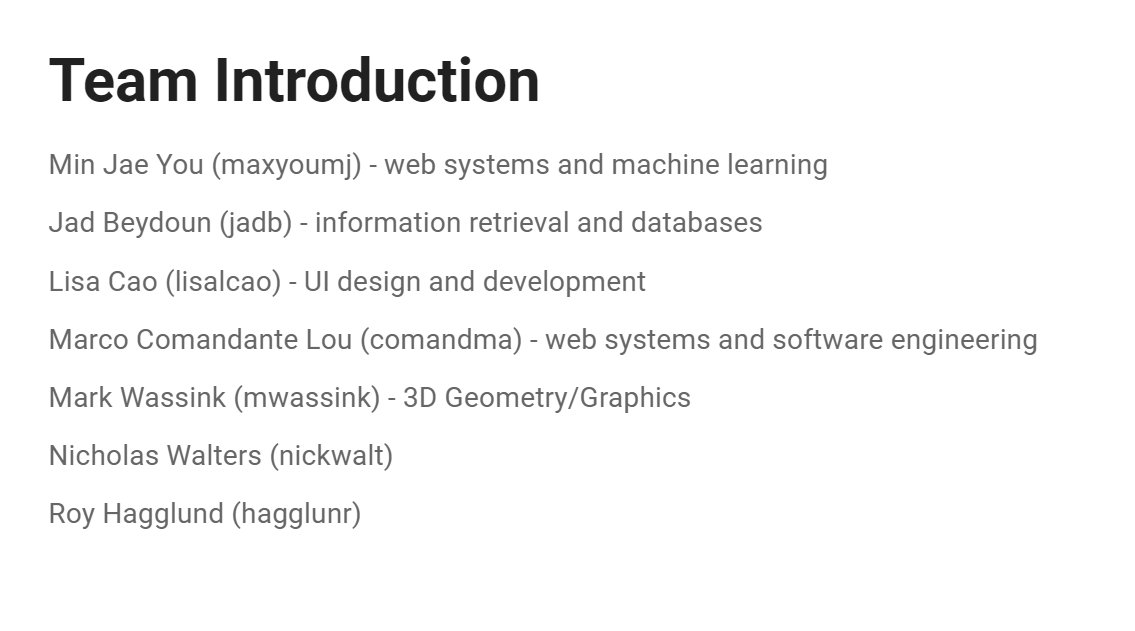 Team Introduction
Min Jae You (maxyoumj) - web systems and machine learning
Jad Beydoun (jadb) - information retrieval and databases
Lisa Cao (lisalcao) - UI design and development
Marco Comandante Lou (comandma) - web systems and software engineering
Mark Wassink (mwassink) - 3D Geometry/Graphics
Nicholas Walters (nickwalt)
Roy Hagglund (hagglunr)